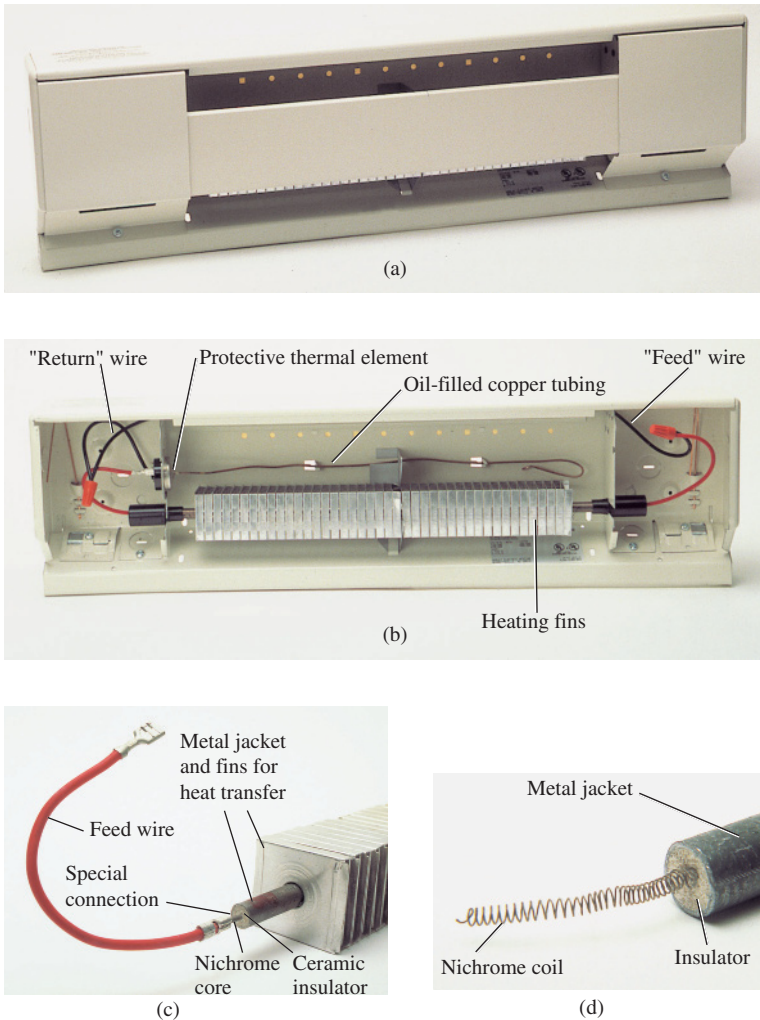 (a)
"Return" wire
Protective thermal element
Oil-filled copper tubing
"Feed" wire
Heating fins
(b)
Metal jacket
and fins for
heat transfer
Feed wire
Special
connection
Nichrome
core
Ceramic
insulator
(c)
Metal jacket
Nichrome coil
Insulator
(d)